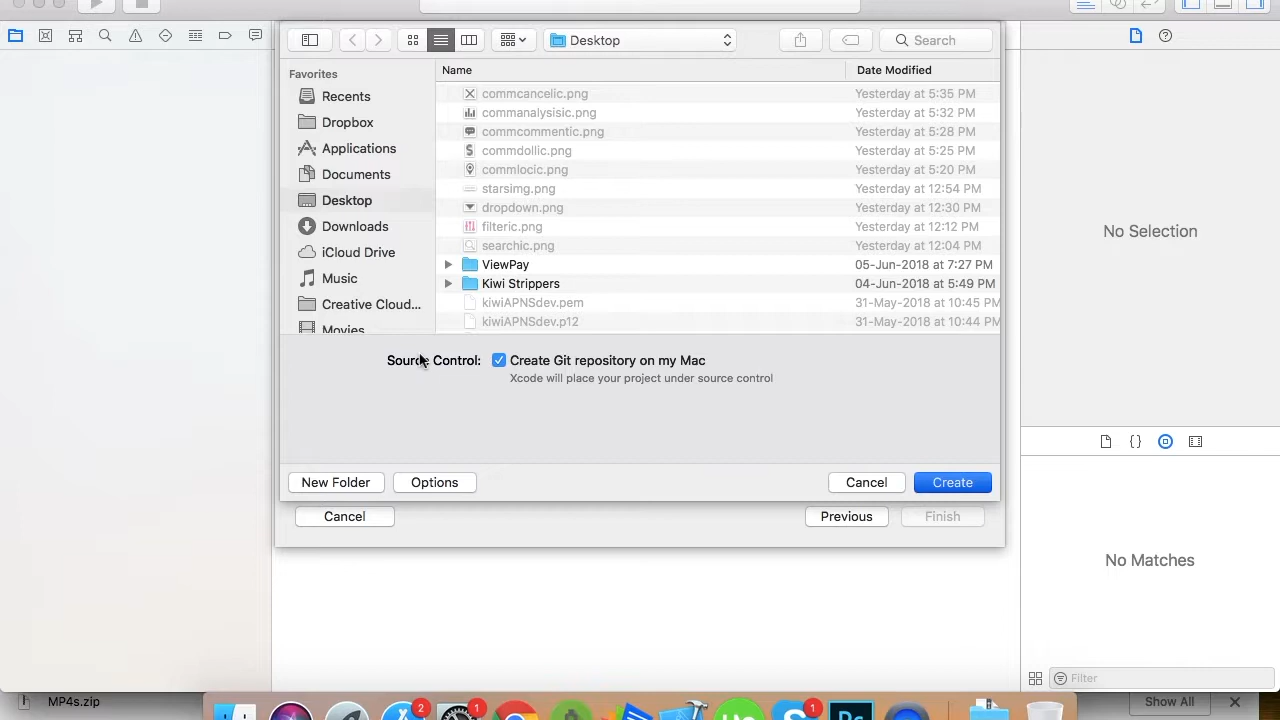 Desktop
Search
Favorites
Recents
Dropbox
Applications
Documents
Desktop
Downloads
iCloud Drive
Music
Creative Cloud...
Movies
Name Date Modified
commcancelic.png Yesterday at 5:35 PM
commanalysisic.png Yesterday at 5:32 PM
commcommentic.png Yesterday at 5:28 PM
commdollic.png Yesterday at 5:25 PM
commlocic.png Yesterday at 5:20 PM
starsimg.png Yesterday at 12:54 PM
dropdown.png Yesterday at 12:30 PM
filteric.png Yesterday at 12:12 PM
searchic.png Yesterday at 12:04 PM
ViewPay 05-Jun-2018 at 7:27 PM
Kiwi Strippers 04-Jun-2018 at 5:49 PM
kiwiAPNSdev.pem 31-May-2018 at 10:45 PM
kiwiAPNSdev.p12 31-May-2018 at 10:44 PM
Source Control: Create Git repository on my Mac
Xcode will place your project under source control
New Folder Options Cancel Create
Cancel Previous Finish
No Selection
No Matches
Filter
MP4s.zip
Show All
2
1
Up
1
Ps